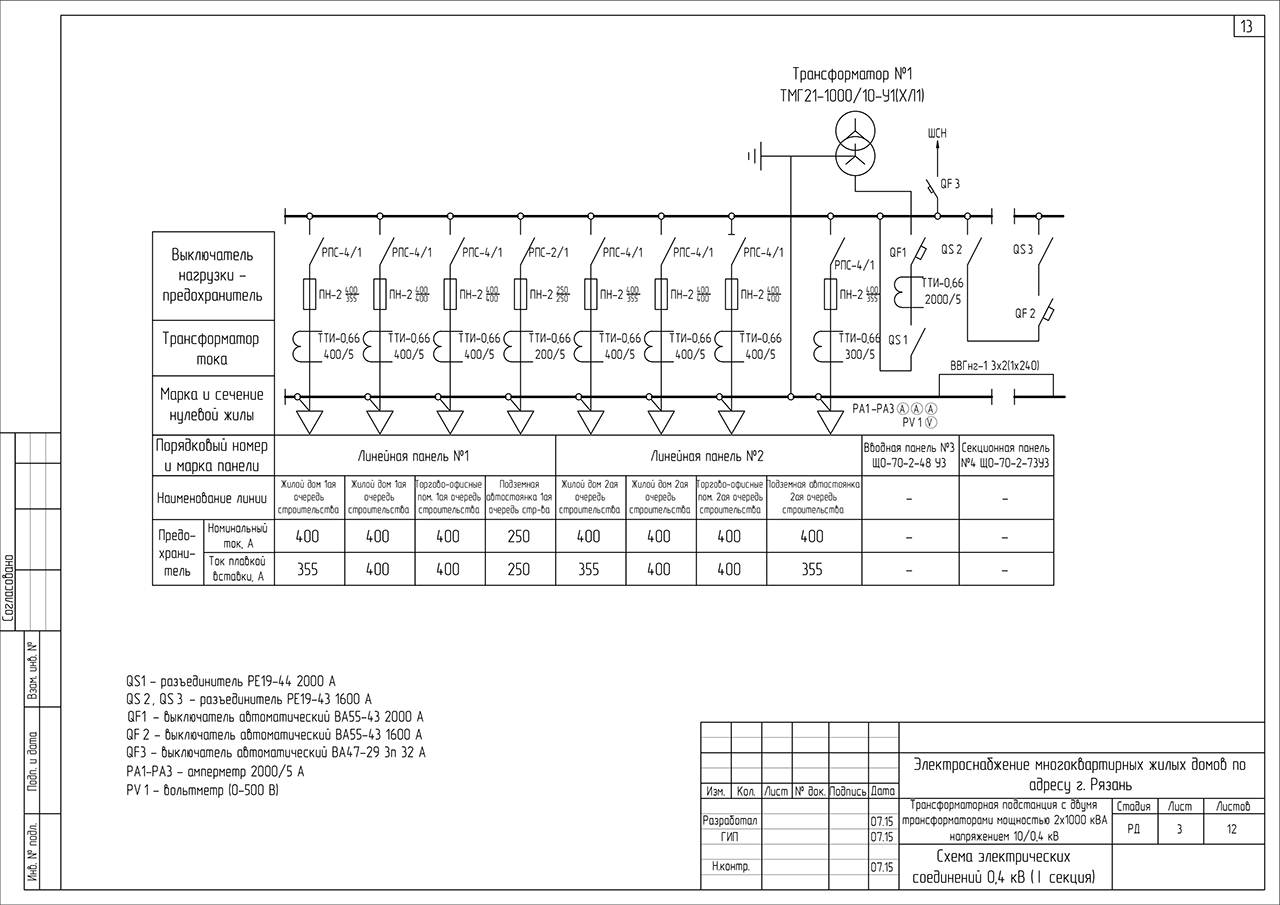 13
Трансформатор №1
ТМГ21-1000/10-У1(ХЛ1)
ШСН
QF 3
РПС-4/1
РПС-4/1
РПС-4/1
РПС-2/1
РПС-4/1
РПС-4/1
РПС-4/1
РПС-4/1
QF1
QS 2
QS 3
ПН-2 400/355
ПН-2 400/400
ПН-2 400/400
ПН-2 250/250
ПН-2 400/355
ПН-2 400/400
ПН-2 400/400
ПН-2 400/355
ТТИ-0,66
2000/5
QF 2
ТТИ-0,66
400/5
ТТИ-0,66
400/5
ТТИ-0,66
400/5
ТТИ-0,66
200/5
ТТИ-0,66
400/5
ТТИ-0,66
400/5
ТТИ-0,66
400/5
ТТИ-0,66
300/5
QS 1
ВВГнг-1 3х2(1х240)
РА1-РА3 A A A
PV 1 V
Выключатель
нагрузки -
предохранитель
Трансформатор
тока
Марка и сечение
нулевой жилы
Порядковый номер
и марка панели
Линейная панель №1
Линейная панель №2
Вводная панель №3
ЩО-70-2-48 У3
Секционная панель
№4 ЩО-70-2-73У3
Наименование линии
Жилой дом 1ая
очередь
строительства
Жилой дом 1ая
очередь
строительства
Торгово-офисные
пом. 1ая очередь
строительства
Подземная
автостоянка 1ая
очередь стр-ва
Жилой дом 2ая
очередь
строительства
Жилой дом 2ая
очередь
строительства
Торгово-офисные
пом. 2ая очередь
строительства
Подземная автостоянка
2ая очередь
строительства
-
-
Предо-
храни-
тель
Номинальный
ток, А
400 400 400 250 400 400 400 400 - -
Ток плавкой
вставки, А
355 400 400 250 355 400 400 355 - -
QS1 - разъединитель РЕ19-44 2000 А
QS 2, QS 3 - разъединитель РЕ19-43 1600 А
QF1 - выключатель автоматический ВА55-43 2000 А
QF 2 - выключатель автоматический ВА55-43 1600 А
QF3 - выключатель автоматический ВА47-29 3п 32 А
РА1-РА3 - амперметр 2000/5 А
PV 1 - вольтметр (0-500 В)
Согласовано
Взам. инв. №
Подп. и дата
Инв. № подл.
Изм. Кол. Лист № док. Подпись Дата
Разработал 07.15
ГИП 07.15
Н.контр. 07.15
Электроснабжение многоквартирных жилых домов по
адресу г. Рязань
Трансформаторная подстанция с двумя
трансформаторами мощностью 2х1000 кВА
напряжением 10/0,4 кВ
Стадия Лист Листов
РД 3 12
Схема электрических
соединений 0,4 кВ ( I секция)